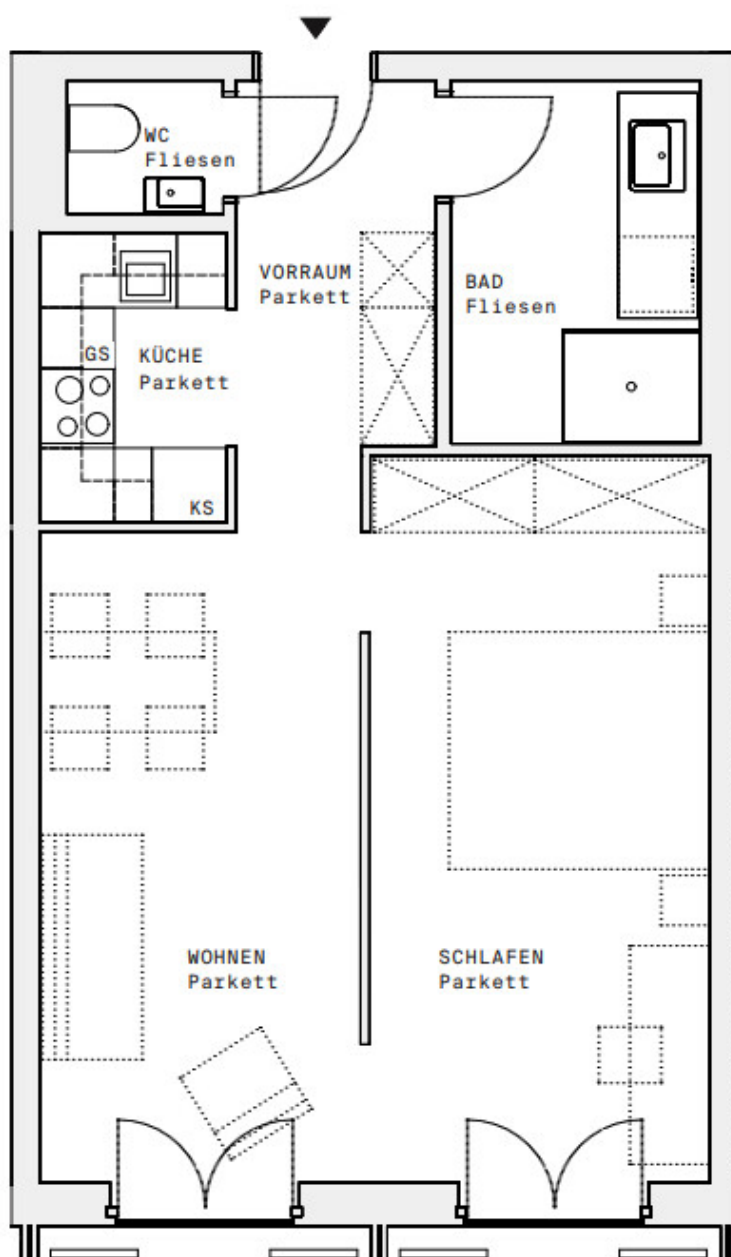 WC
Fliesen
VORRAUM
Parkett
BAD
Fliesen
GS
KÜCHE
Parkett
KS
WOHNEN
Parkett
SCHLAFEN
Parkett